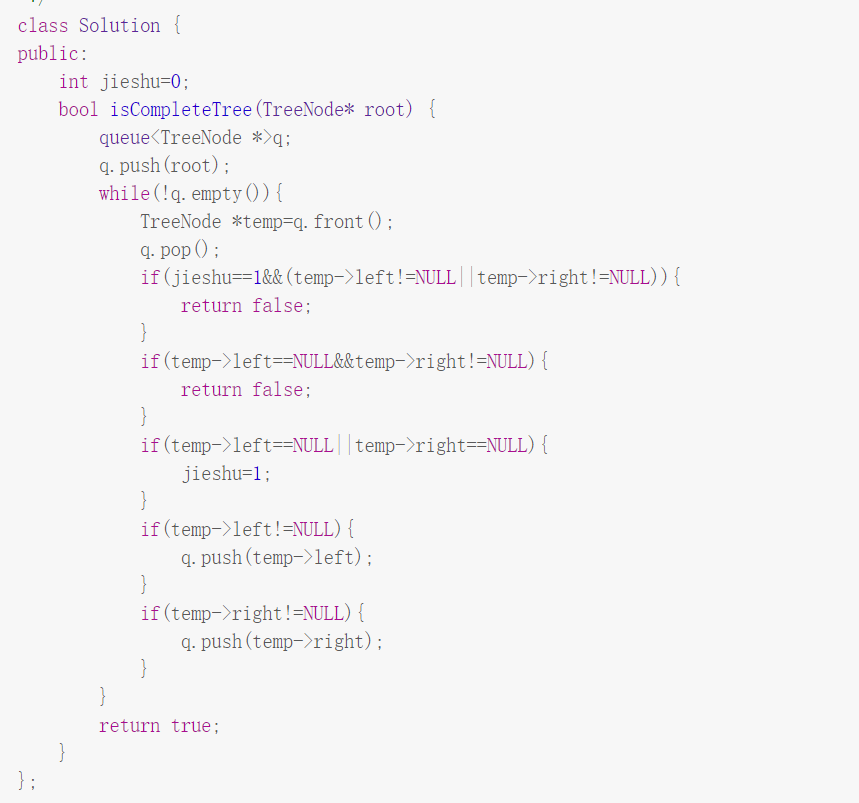 */
class Solution {
public:
    int jieshu=0;
    bool isCompleteTree(TreeNode* root) {
        queue<TreeNode *>q;
        q.push(root);
        while(!q.empty()){
            TreeNode *temp=q.front();
            q.pop();
            if(jieshu==1&&(temp->left!=NULL||temp->right!=NULL)){
                return false;
            }
            if(temp->left==NULL&&temp->right!=NULL){
                return false;
            }
            if(temp->left==NULL||temp->right==NULL){
                jieshu=1;
            }
            if(temp->left!=NULL){
                q.push(temp->left);
            }
            if(temp->right!=NULL){
                q.push(temp->right);
            }
        }
        return true;
    }
};